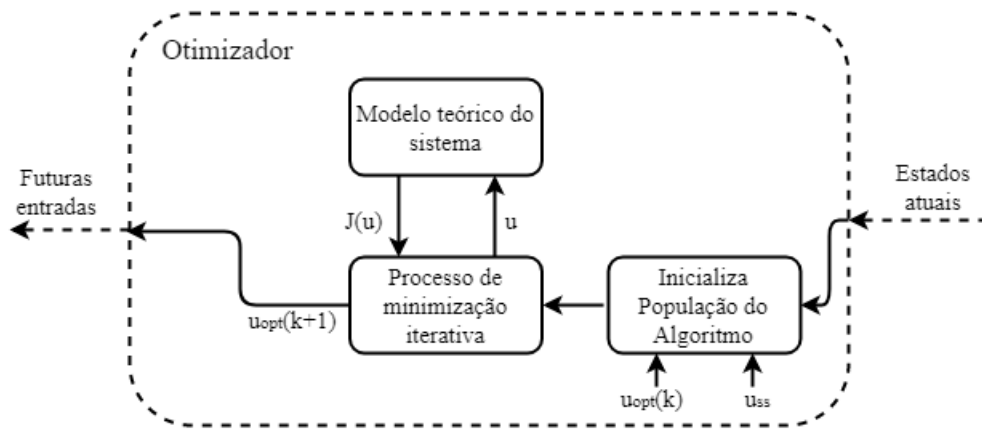 Otimizador
Modelo teórico do
sistema
Futuras
entradas
Estados
atuais
J(u)
u
Processo de
minimização
iterativa
Inicializa
População do
Algoritmo
uopt(k+1)
uopt(k)
uss